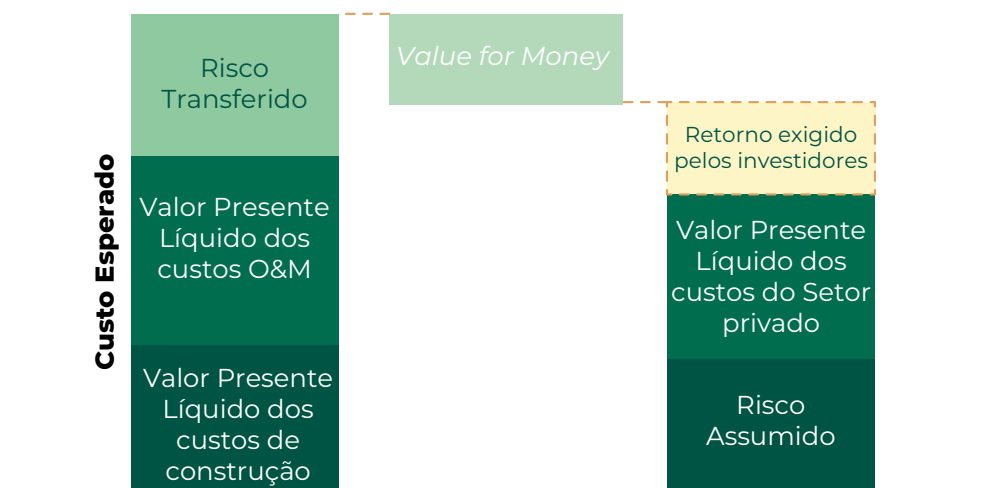 Custo Esperado
Risco
Transferido
Valor Presente
Líquido dos
custos O&M
Valor Presente
Líquido dos
custos de
construção
Value for Money
Retorno exigido
pelos investidores
Valor Presente
Líquido dos
custos do Setor
privado
Risco
Assumido